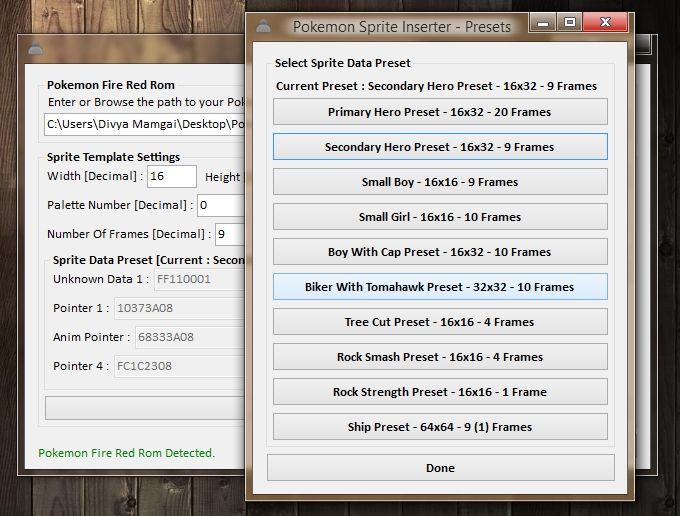 Pokemon Sprite Inserter - Presets
Select Sprite Data Preset
Current Preset : Secondary Hero Preset - 16x32 - 9 Frames
Primary Hero Preset - 16x32 - 20 Frames
Secondary Hero Preset - 16x32 - 9 Frames
Small Boy - 16x16 - 9 Frames
Small Girl - 16x16 - 10 Frames
Boy With Cap Preset - 16x32 - 10 Frames
Biker With Tomahawk Preset - 32x32 - 10 Frames
Tree Cut Preset - 16x16 - 4 Frames
Rock Smash Preset - 16x16 - 4 Frames
Rock Strength Preset - 16x16 - 1 Frame
Ship Preset - 64x64 - 9 (1) Frames
Done
Pokemon Fire Red Rom
Enter or Browse the path to your Pok
C:\Users\Divya Mamgai\Desktop\Po
Sprite Template Settings
Width [Decimal] : 16 Height
Palette Number [Decimal] : 0
Number Of Frames [Decimal] : 9
Sprite Data Preset [Current : Secon
Unknown Data 1 : FF110001
Pointer 1 : 10373A08
Anim Pointer : 68333A08
Pointer 4 : FC1C2308
Pokemon Fire Red Rom Detected.